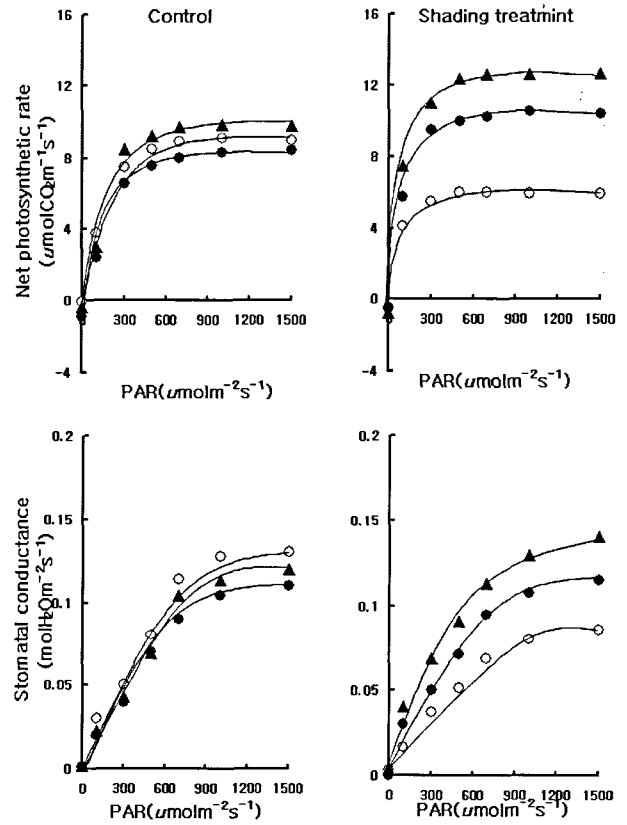 Control
Shading treatmint
Net photosynthetic rate
(umolCO₂m⁻¹s⁻¹)
16
12
8
4
0
-4
300 600 900 1200 1500
PAR(umolm⁻²s⁻¹)
16
12
8
4
0
-4
300 600 900 1200 1500
PAR(umolm⁻²s⁻¹)
Stomatal conductance
(molH₂Om⁻²s⁻¹)
0.2
0.15
0.1
0.05
0
0 300 600 900 1200 1500
PAR(umolm⁻²s⁻¹)
0.2
0.15
0.1
0.05
0
0 300 600 900 1200 1500
PAR(umolm⁻²s⁻¹)